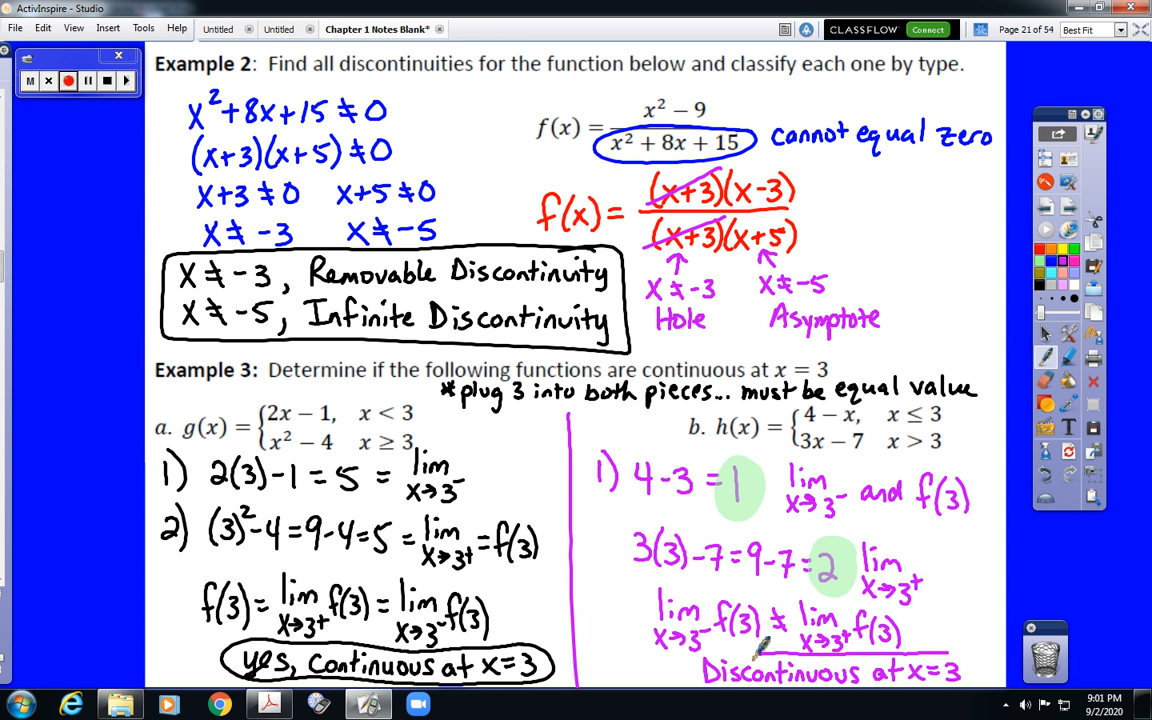 ActivInspire - Studio
File Edit View Insert Tools Help
Untitled
Untitled
Chapter 1 Notes Blank*
CLASSFLOW
Connect
Page 21 of 54
Best Fit
Example 2: Find all discontinuities for the function below and classify each one by type.
f(x) = (x² − 9)/(x² + 8x + 15)
cannot equal zero
x²+8x+15≠0
(x+3)(x+5)≠0
x+3≠0 x+5≠0
x≠-3 x≠-5
f(x)= (x+3)(x-3)/(x+3)(x+5)
x≠-3 x≠-5
Hole Asymptote
x≠-3, Removable Discontinuity
x≠-5, Infinite Discontinuity
Example 3: Determine if the following functions are continuous at x = 3
*plug 3 into both pieces... must be equal value
a. g(x) = {2x − 1, x < 3
x² − 4 x ≥ 3
1) 2(3)-1=5 = lim x→3⁻
2) (3)²-4=9-4=5= lim x→3⁺ =f(3)
f(3)= lim x→3⁺ f(3)= lim x→3⁻ f(3)
yes, continuous at x=3
b. h(x) = {4 − x, x ≤ 3
3x − 7 x > 3
1) 4-3=1 lim x→3⁻ and f(3)
3(3)-7=9-7=2 lim x→3⁺
lim x→3⁻ f(3) ≠ lim x→3⁺ f(3)
Discontinuous at x=3
M
T
9:01 PM
9/2/2020